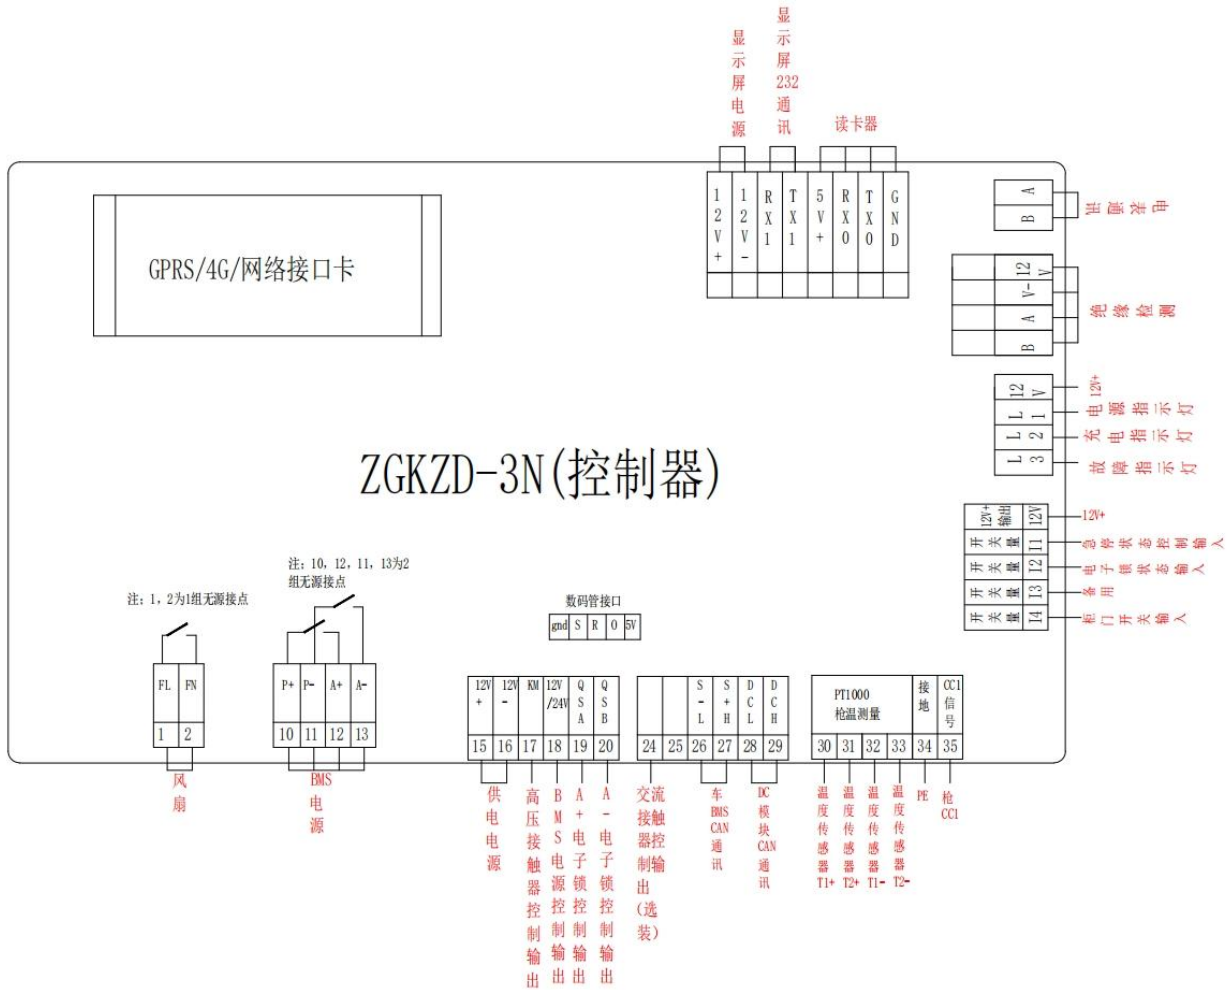 显示屏电源
显示屏232通讯
读卡器
12V+
12V-
RX1
TX1
5V+
RX0
TX0
GND
GPRS/4G/网络接口卡
A
B
电表通讯
12V
V-
A
B
绝缘检测
12V
L1
L2
L3
12V+
电源指示灯
充电指示灯
故障指示灯
ZGKZD-3N(控制器)
12V+输出
12V
12V+
开关量
I1
急停状态控制输入
开关量
I2
电子锁状态输入
开关量
I3
备用
开关量
I4
柜门开关输入
注: 1, 2为1组无源接点
注: 10, 12, 11, 13为2
组无源接点
数码管接口
gnd S R O 5V
FL FN
1 2
风扇
P+ P- A+ A-
10 11 12 13
BMS电源
12V+
12V-
KM
12V/24V
QSA
QSB
15 16 17 18 19 20
供电电源
高压接触器控制输出
BMS电源控制输出
A+电子锁控制输出
A-电子锁控制输出
S-L
S+H
DCL
DCH
24 25 26 27 28 29
交流接触器控制输出(选装)
车BMS CAN通讯
DC模块CAN通讯
PT1000
枪温测量
接地
CC1信号
30 31 32 33 34 35
温度传感器T1+
温度传感器T2+
温度传感器T1-
温度传感器T2-
PE
枪CC1